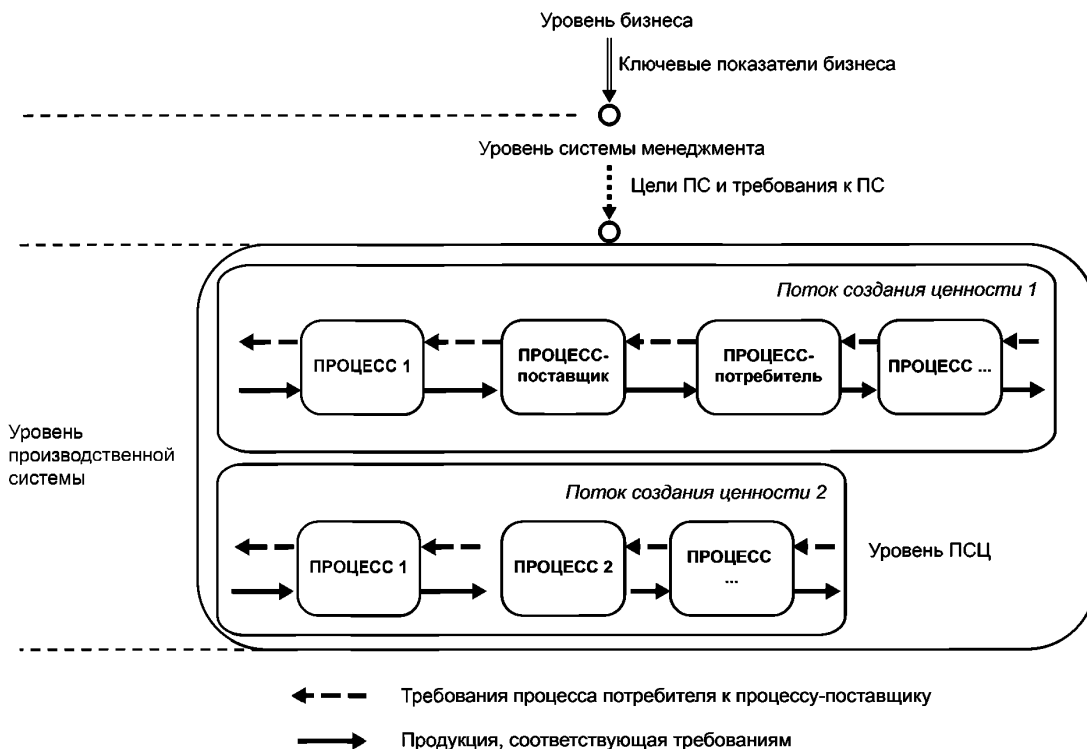 Уровень бизнеса
Ключевые показатели бизнеса
Уровень системы менеджмента
Цели ПС и требования к ПС
Поток создания ценности 1
ПРОЦЕСС 1
ПРОЦЕСС-
поставщик
ПРОЦЕСС-
потребитель
ПРОЦЕСС ...
Уровень
производственной
системы
Поток создания ценности 2
ПРОЦЕСС 1
ПРОЦЕСС 2
ПРОЦЕСС
...
Уровень ПСЦ
Требования процесса потребителя к процессу-поставщику
Продукция, соответствующая требованиям